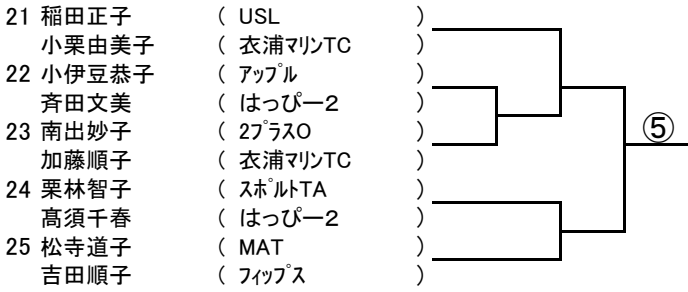 21 稲田正子 ( USL )
小栗由美子 ( 衣浦マリンTC )
22 小伊豆恭子 ( アップル )
斉田文美 ( はっぴー2 )
23 南出妙子 ( 2プラスO )
加藤順子 ( 衣浦マリンTC )
24 栗林智子 ( スポルトTA )
髙須千春 ( はっぴー2 )
25 松寺道子 ( MAT )
吉田順子 ( フィップス )
⑤